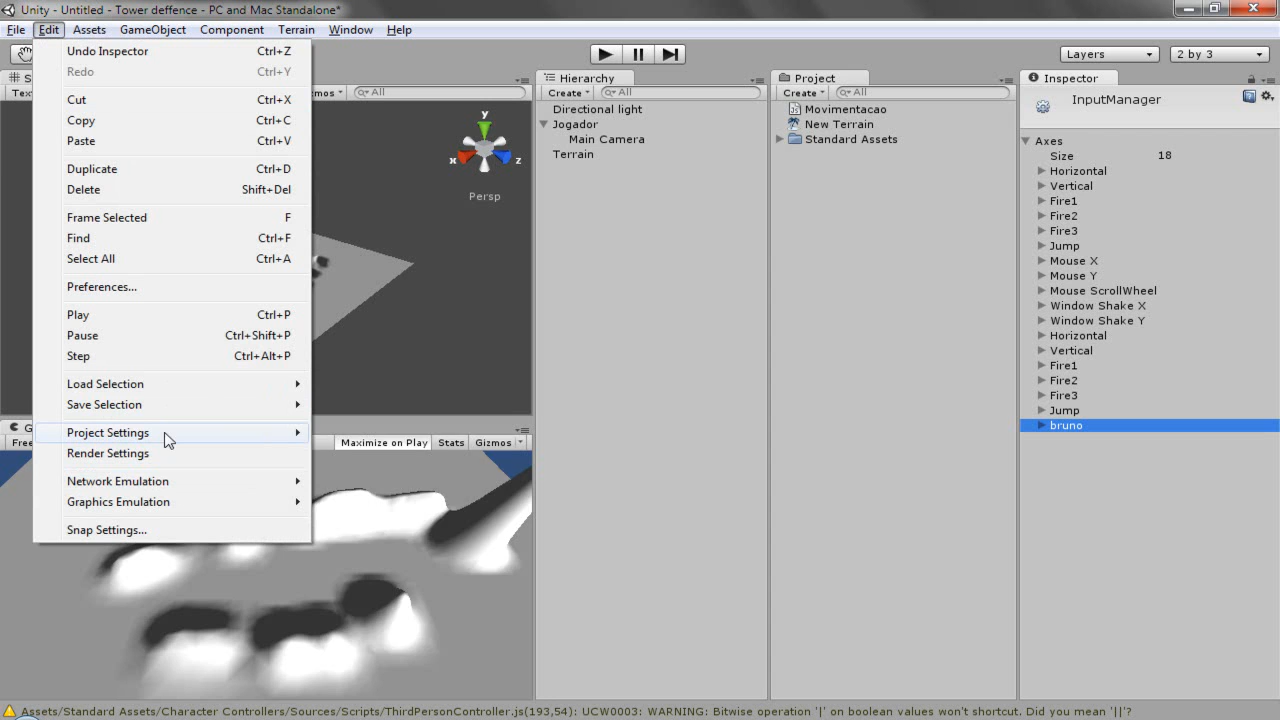 Unity - Untitled - Tower deffence - PC and Mac Standalone*
File Edit Assets GameObject Component Terrain Window Help
Layers
2 by 3
Undo Inspector Ctrl+Z
Redo Ctrl+Y
Cut Ctrl+X
Copy Ctrl+C
Paste Ctrl+V
Duplicate Ctrl+D
Delete Shift+Del
Frame Selected F
Find Ctrl+F
Select All Ctrl+A
Preferences...
Play Ctrl+P
Pause Ctrl+Shift+P
Step Ctrl+Alt+P
Load Selection
Save Selection
Project Settings
Render Settings
Network Emulation
Graphics Emulation
Snap Settings...
All
y
x
z
Persp
Maximize on Play Stats Gizmos
Hierarchy
Create All
Directional light
Jogador
Main Camera
Terrain
Project
Create All
Movimentacao
New Terrain
Standard Assets
Inspector
InputManager
Axes
Size 18
Horizontal
Vertical
Fire1
Fire2
Fire3
Jump
Mouse X
Mouse Y
Mouse ScrollWheel
Window Shake X
Window Shake Y
Horizontal
Vertical
Fire1
Fire2
Fire3
Jump
bruno
Assets/Standard Assets/Character Controllers/Sources/Scripts/ThirdPersonController.js(193,54): UCW0003: WARNING: Bitwise operation '|' on boolean values won't shortcut. Did you mean '||'?